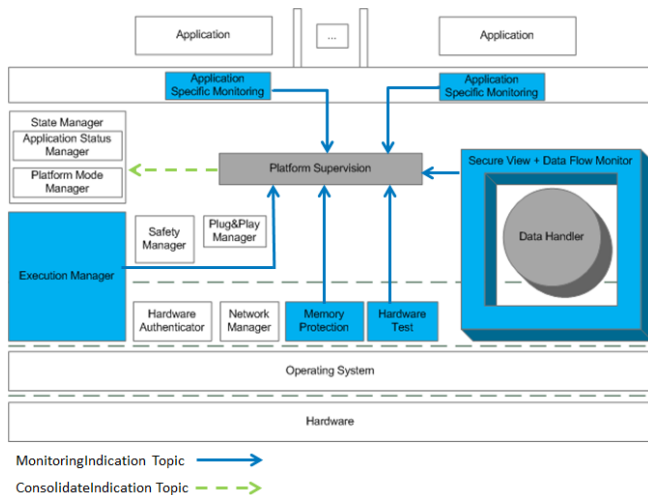 Application
...
Application
Application
Specific Monitoring
Application
Specific Monitoring
State Manager
Application Status
Manager
Platform Mode
Manager
Platform Supervision
Secure View + Data Flow Monitor
Data Handler
Execution Manager
Safety
Manager
Plug&Play
Manager
Hardware
Authenticator
Network
Manager
Memory
Protection
Hardware
Test
Operating System
Hardware
MonitoringIndication Topic
ConsolidateIndication Topic